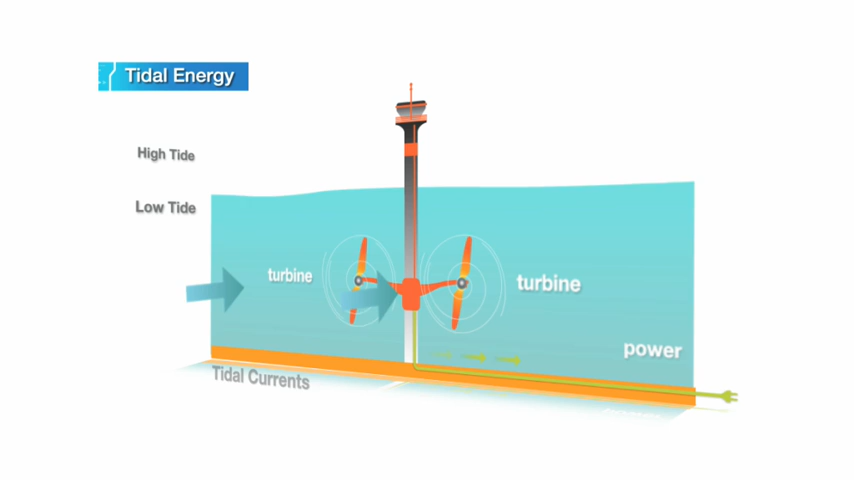 Tidal Energy
High Tide
Low Tide
turbine
turbine
power
Tidal Currents